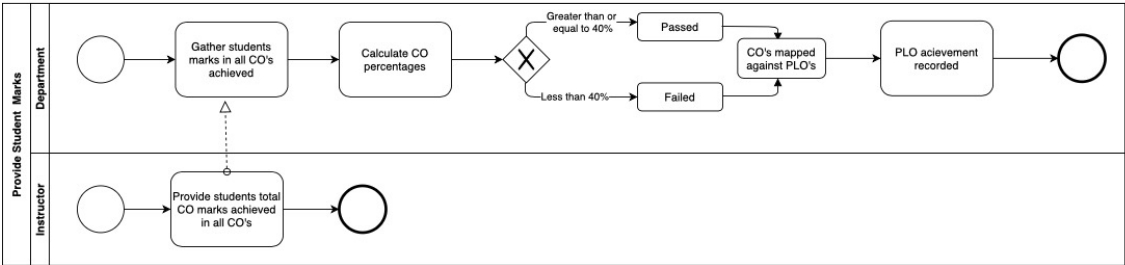 Provide Student Marks
Department
Gather students
marks in all CO's
achieved
Calculate CO
percentages
Greater than or
equal to 40%
Less than 40%
Passed
Failed
CO's mapped
against PLO's
PLO acievement
recorded
Instructor
Provide students total
CO marks achieved
in all CO's